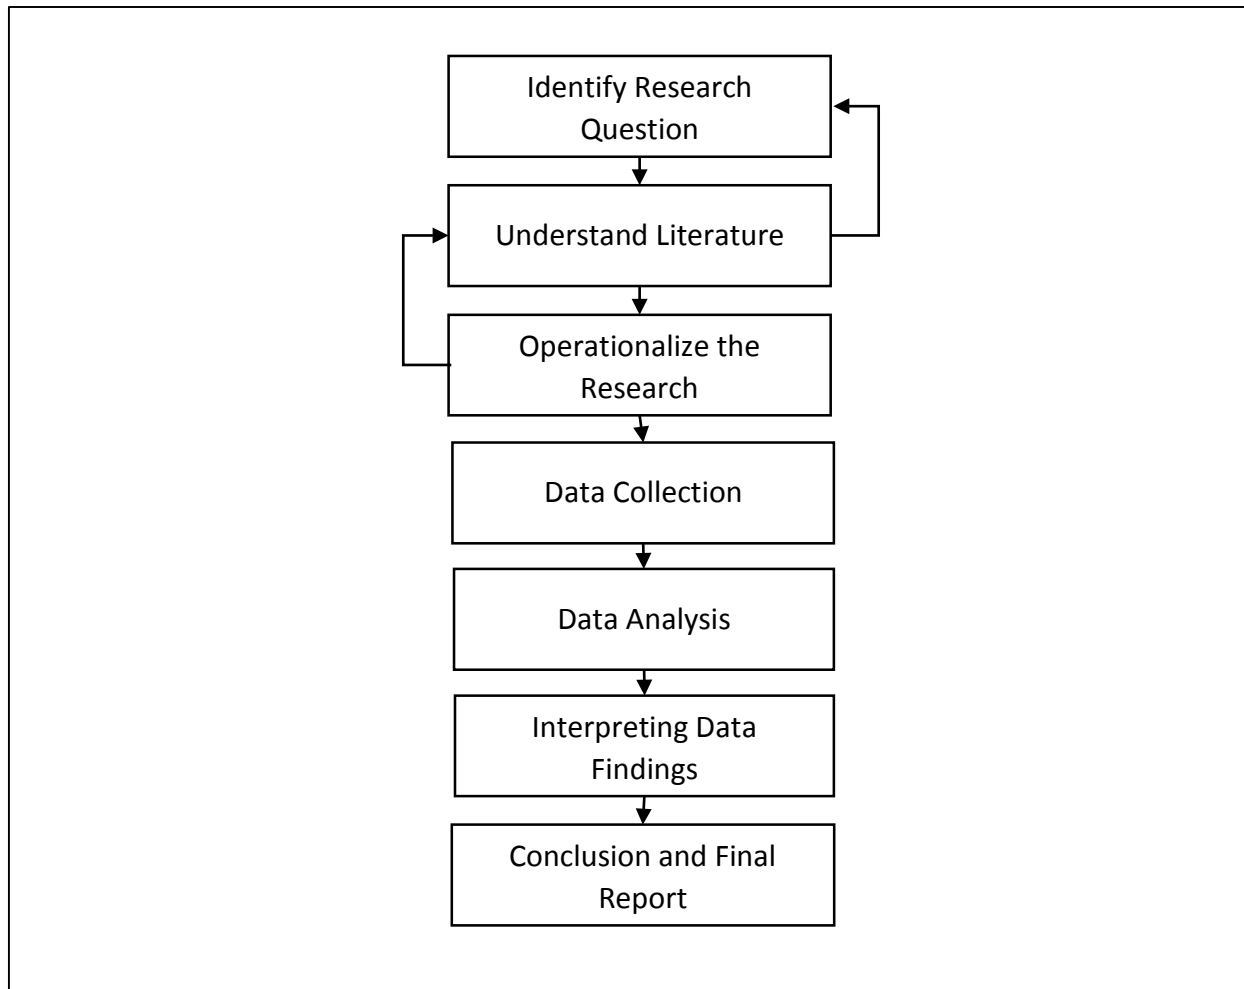 Identify Research
Question
Understand Literature
Operationalize the
Research
Data Collection
Data Analysis
Interpreting Data
Findings
Conclusion and Final
Report